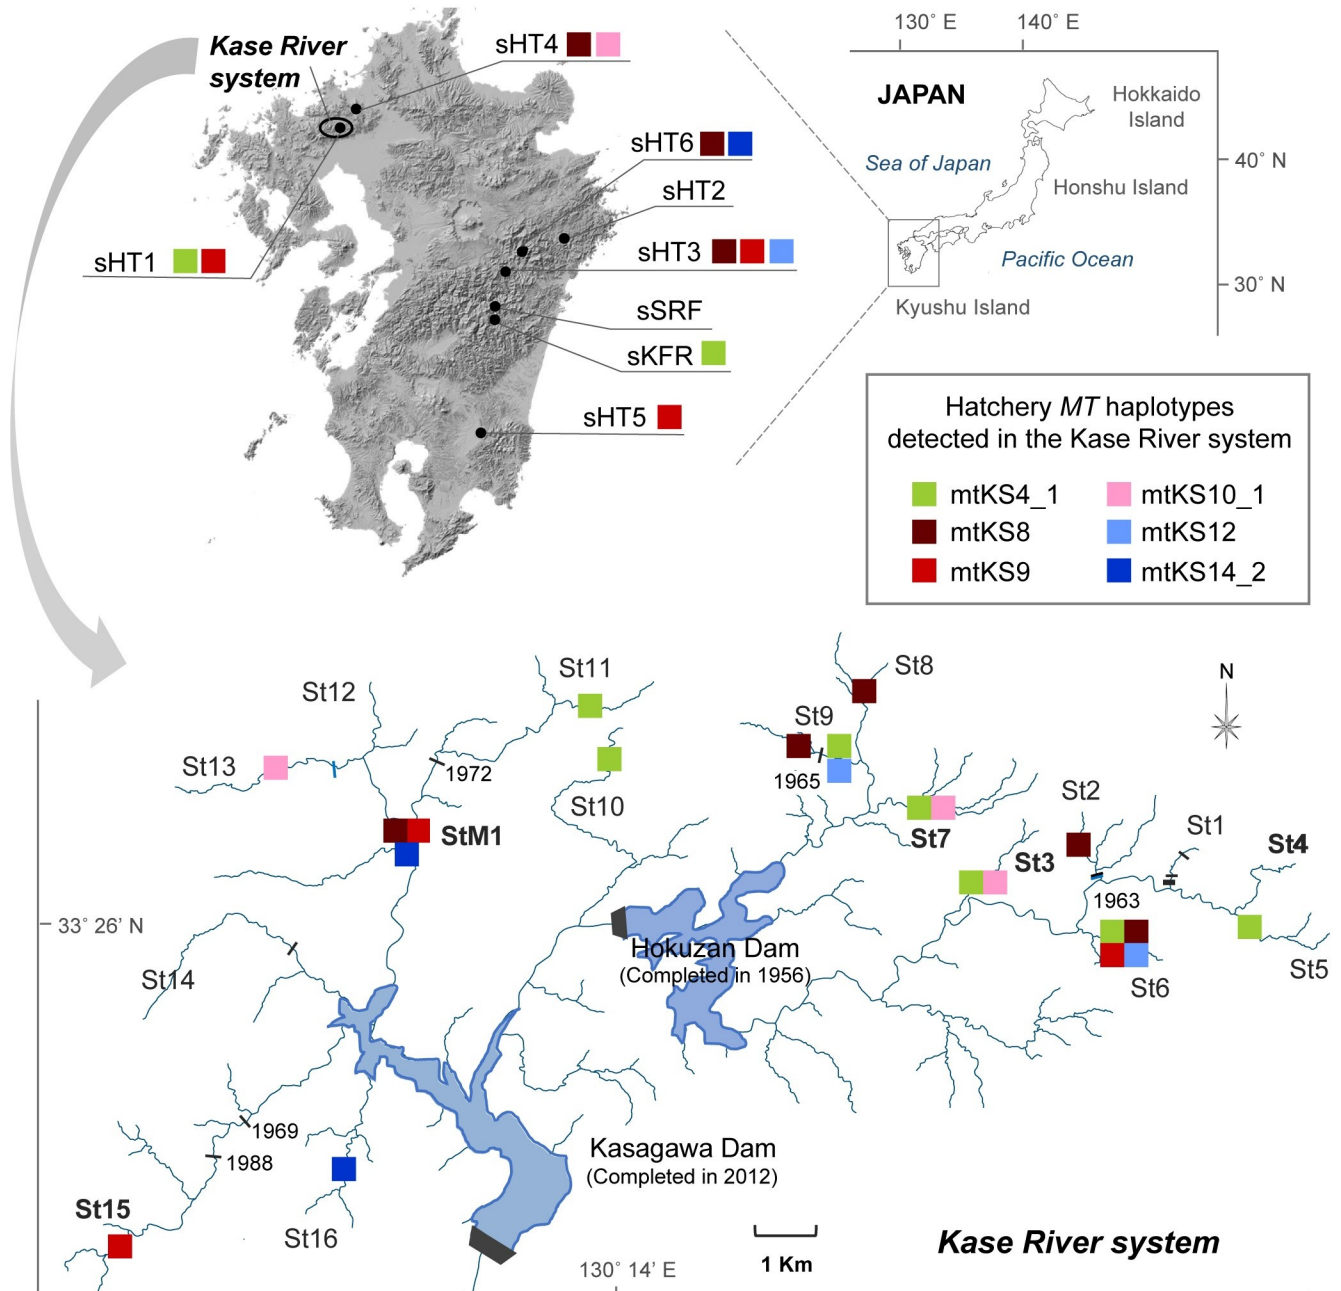 Kase River
system
sHT4
sHT6
sHT2
sHT3
sHT1
sSRF
sKFR
sHT5
130° E
140° E
JAPAN
Hokkaido
Island
Sea of Japan
40° N
Honshu Island
Pacific Ocean
30° N
Kyushu Island
Hatchery MT haplotypes
detected in the Kase River system
mtKS4_1
mtKS10_1
mtKS8
mtKS12
mtKS9
mtKS14_2
N
St8
St11
St12
St9
St13
1972
1965
St10
St2
St1
StM1
St7
St3
St4
1963
33° 26’ N
Hokuzan Dam
(Completed in 1956)
St14
St5
St6
1969
Kasagawa Dam
(Completed in 2012)
1988
St15
St16
1 Km
Kase River system
130° 14’ E